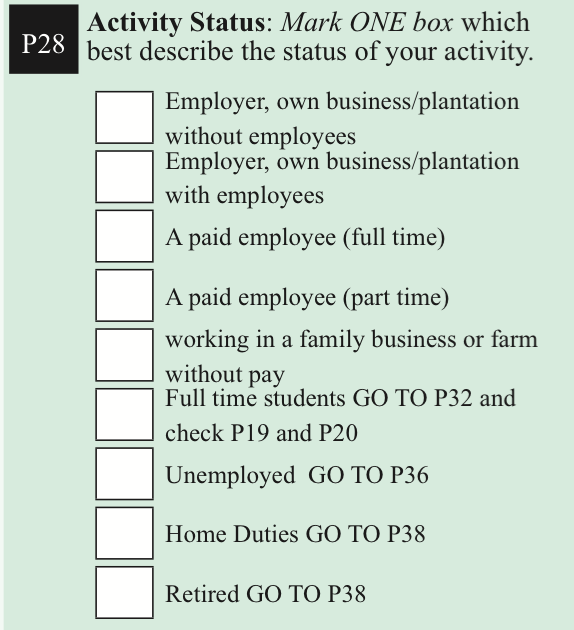 P28
Activity Status: Mark ONE box which
best describe the status of your activity.
Employer, own business/plantation
without employees
Employer, own business/plantation
with employees
A paid employee (full time)
A paid employee (part time)
working in a family business or farm
without pay
Full time students GO TO P32 and
check P19 and P20
Unemployed  GO TO P36
Home Duties GO TO P38
Retired GO TO P38